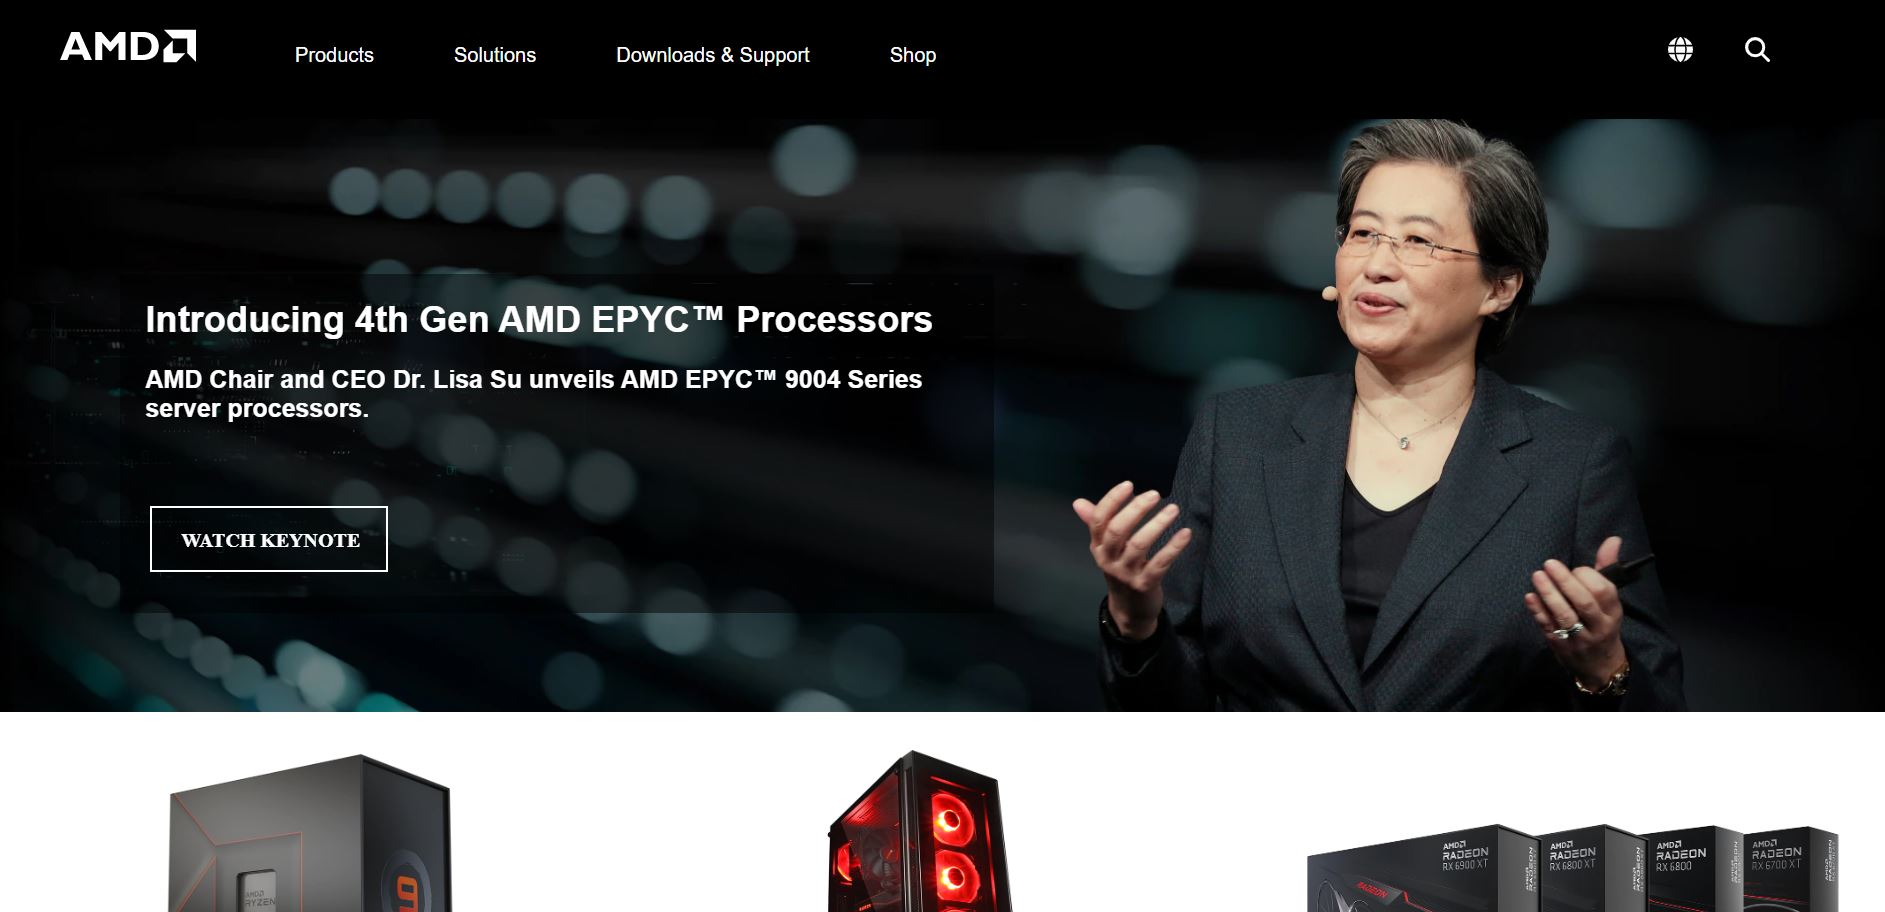 AMD
Products
Solutions
Downloads & Support
Shop
Introducing 4th Gen AMD EPYC™ Processors
AMD Chair and CEO Dr. Lisa Su unveils AMD EPYC™ 9004 Series
server processors.
WATCH KEYNOTE
AMD
RYZEN
9
AMD
RADEON
RX 6900 XT
RADEON
AMD
RADEON
RX 6800 XT
AMD
RADEON
RX 6800
AMD
RADEON
RX 6700 XT